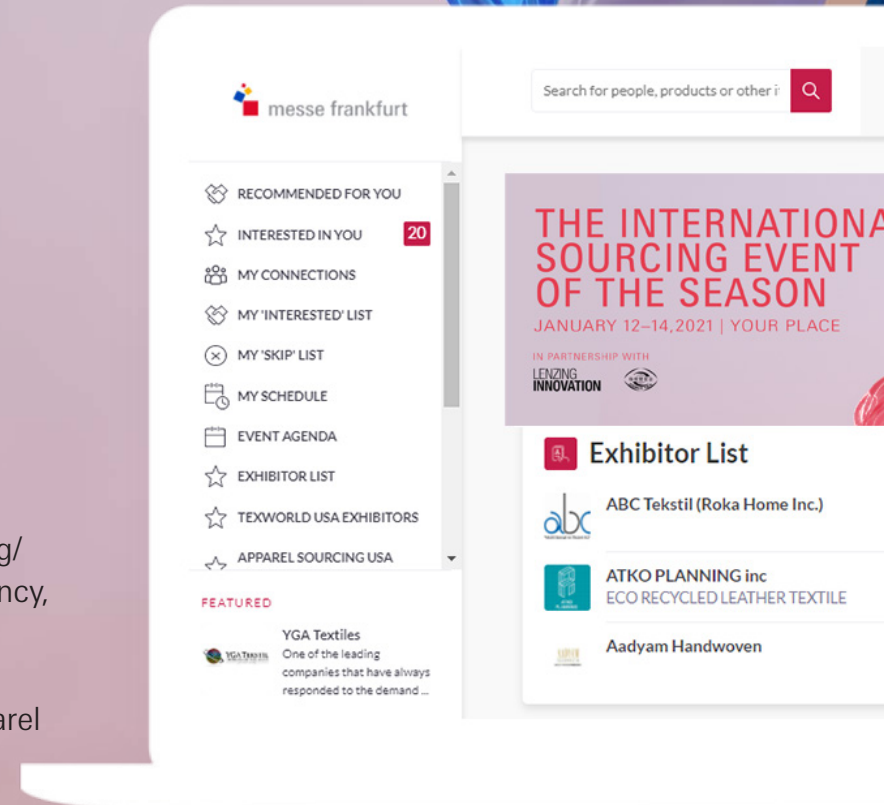 g/
ncy,
arel
messe frankfurt
RECOMMENDED FOR YOU
INTERESTED IN YOU 20
MY CONNECTIONS
MY 'INTERESTED' LIST
MY 'SKIP' LIST
MY SCHEDULE
EVENT AGENDA
EXHIBITOR LIST
TEXWORLD USA EXHIBITORS
APPAREL SOURCING USA
FEATURED
YGA Textiles
One of the leading
companies that have always
responded to the demand ...
Search for people, products or other i
THE INTERNATIONA
SOURCING EVENT
OF THE SEASON
JANUARY 12–14,2021 | YOUR PLACE
IN PARTNERSHIP WITH
LENZING
INNOVATION
Exhibitor List
abc
ABC Tekstil (Roka Home Inc.)
ATKO PLANNING inc
ECO RECYCLED LEATHER TEXTILE
Aadyam Handwoven